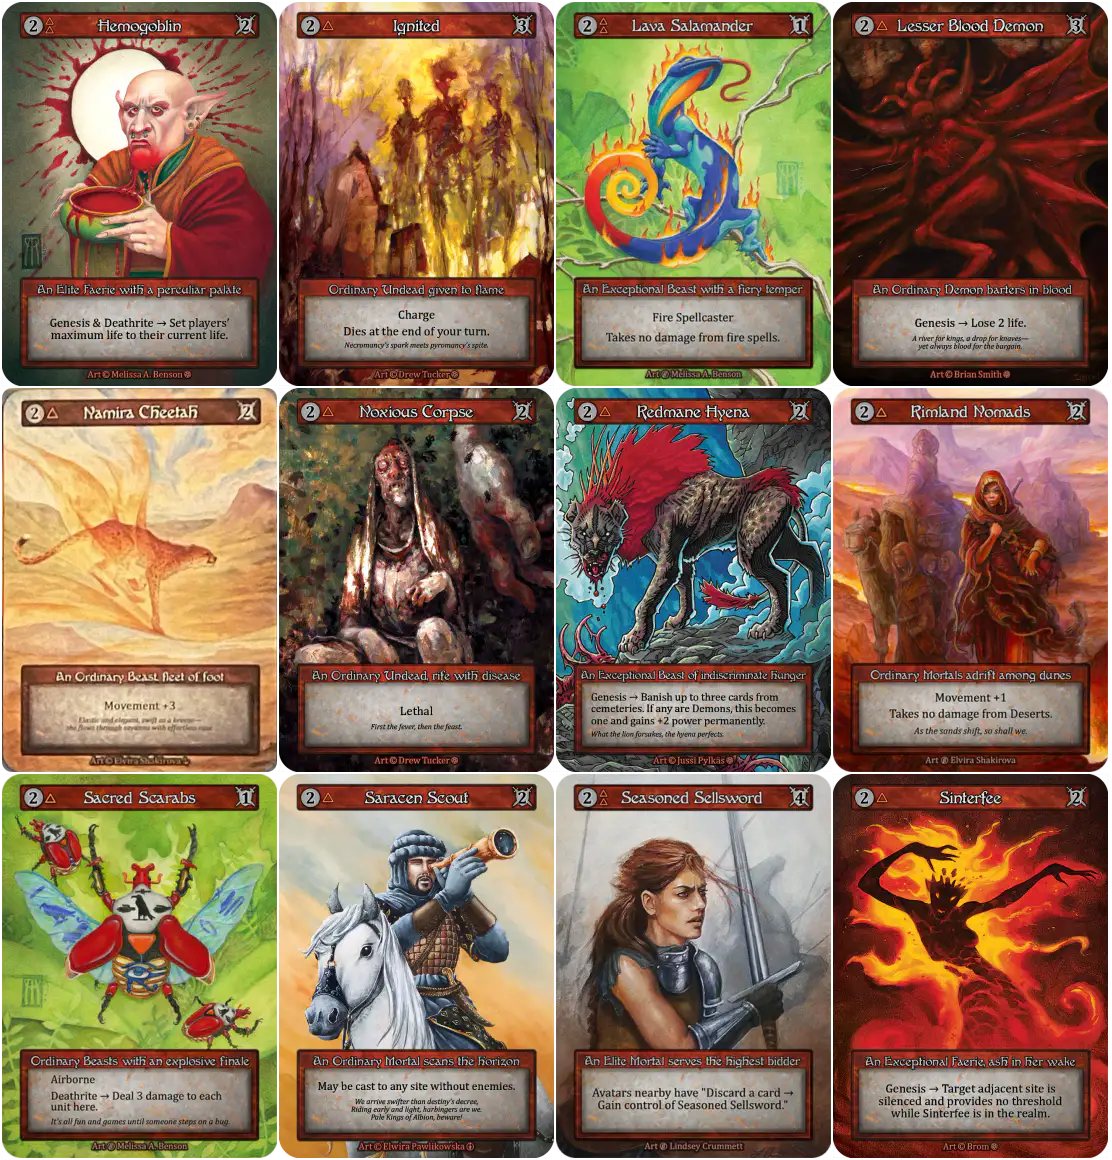 2 Hemogoblin 2
An Elite Faerie with a perculiar palate
Genesis & Deathrite → Set players'
maximum life to their current life.
Art © Melissa A. Benson
2 Ignited 3
Ordinary Undead given to flame
Charge
Dies at the end of your turn.
Necromancy's spark meets pyromancy's spite.
Art © Drew Tucker
2 Lava Salamander 1
An Exceptional Beast with a fiery temper
Fire Spellcaster
Takes no damage from fire spells.
Art @ Melissa A. Benson
2 Lesser Blood Demon 3
An Ordinary Demon barters in blood
Genesis → Lose 2 life.
A river for kings, a drop for knaves—
yet always blood for the bargain.
Art © Brian Smith
2 Namira Cheetah 2
An Ordinary Beast, fleet of foot
Movement +3
Elastic and elegant, swift as a breeze—
she flows through savanna with effortless ease.
Art © Elvira Shakirova
2 Noxious Corpse 2
An Ordinary Undead, rife with disease
Lethal
First the fever, then the feast.
Art © Drew Tucker
2 Redmane Hyena 2
An Exceptional Beast of indiscriminate hunger
Genesis → Banish up to three cards from
cemeteries. If any are Demons, this becomes
one and gains +2 power permanently.
What the lion forsakes, the hyena perfects.
Art © Jussi Pylkäs
2 Rimland Nomads 2
Ordinary Mortals adrift among dunes
Movement +1
Takes no damage from Deserts.
As the sands shift, so shall we.
Art @ Elvira Shakirova
2 Sacred Scarabs 1
Ordinary Beasts with an explosive finale
Airborne
Deathrite → Deal 3 damage to each
unit here.
It's all fun and games until someone steps on a bug.
Art @ Melissa A. Benson
2 Saracen Scout 2
An Ordinary Mortal scans the horizon
May be cast to any site without enemies.
We arrive swifter than destiny's decree,
Riding early and light, harbingers are we.
Pale Kings of Albion, beware!
Art © Elwira Pawlikowska
2 Seasoned Sellsword 4
An Elite Mortal serves the highest bidder
Avatars nearby have "Discard a card →
Gain control of Seasoned Sellsword."
Art @ Lindsey Crummett
2 Sinterfee 2
An Exceptional Faerie, ash in her wake
Genesis → Target adjacent site is
silenced and provides no threshold
while Sinterfee is in the realm.
Art © Brom